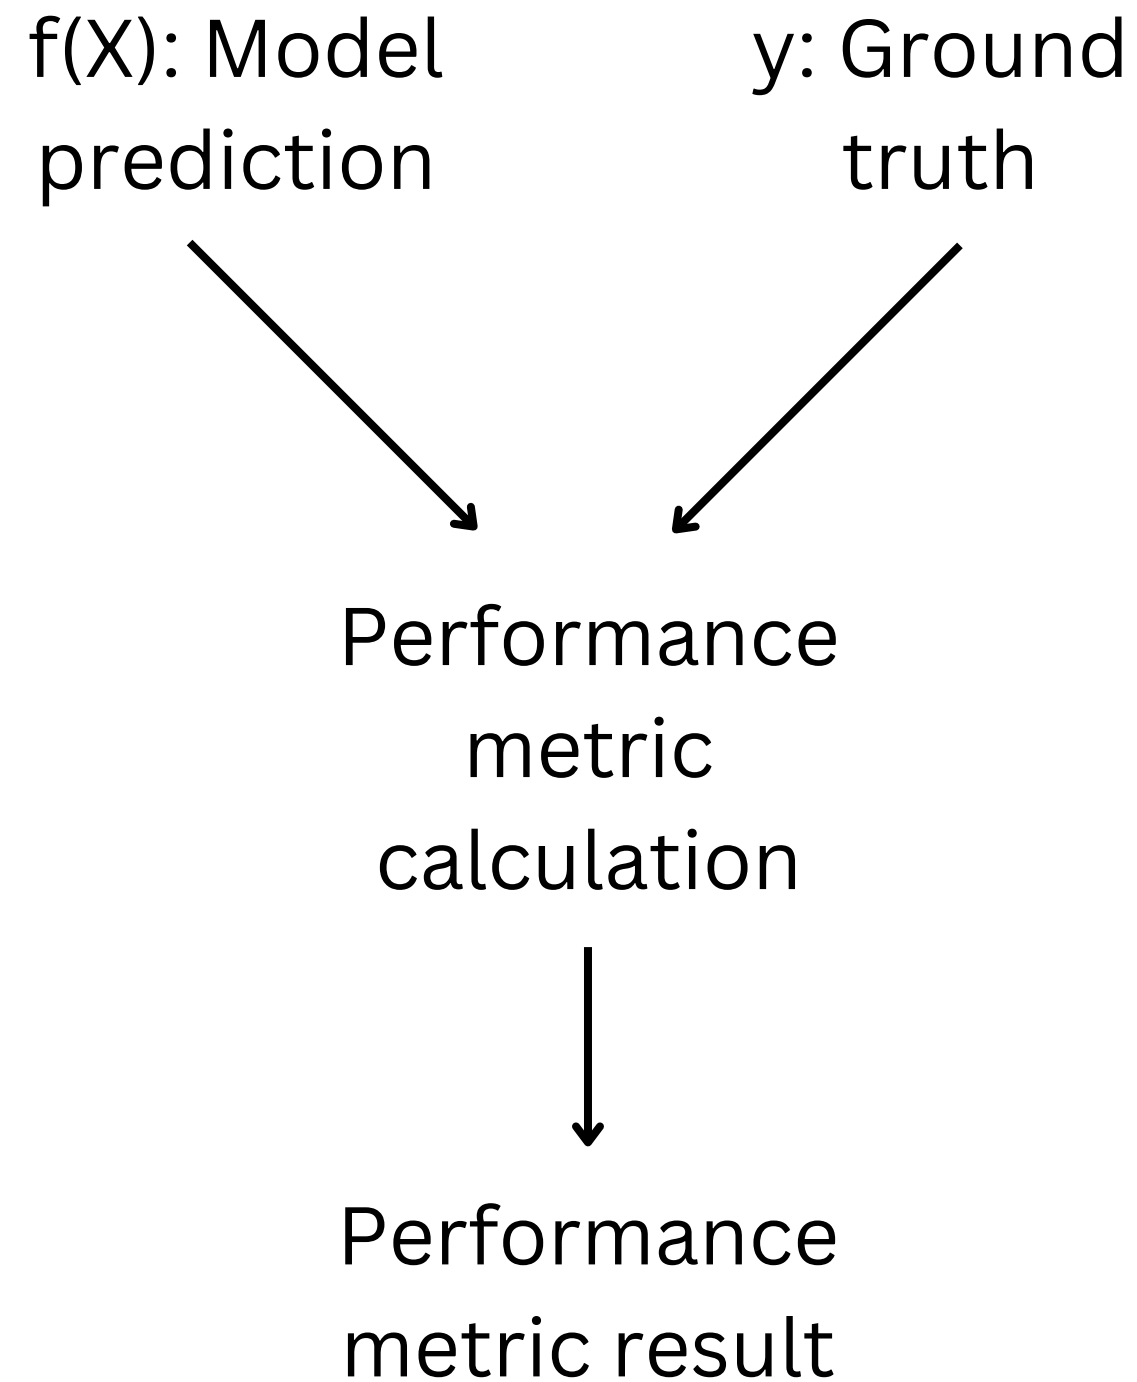 f(X): Model
prediction
y: Ground
truth
Performance
metric
calculation
Performance
metric result